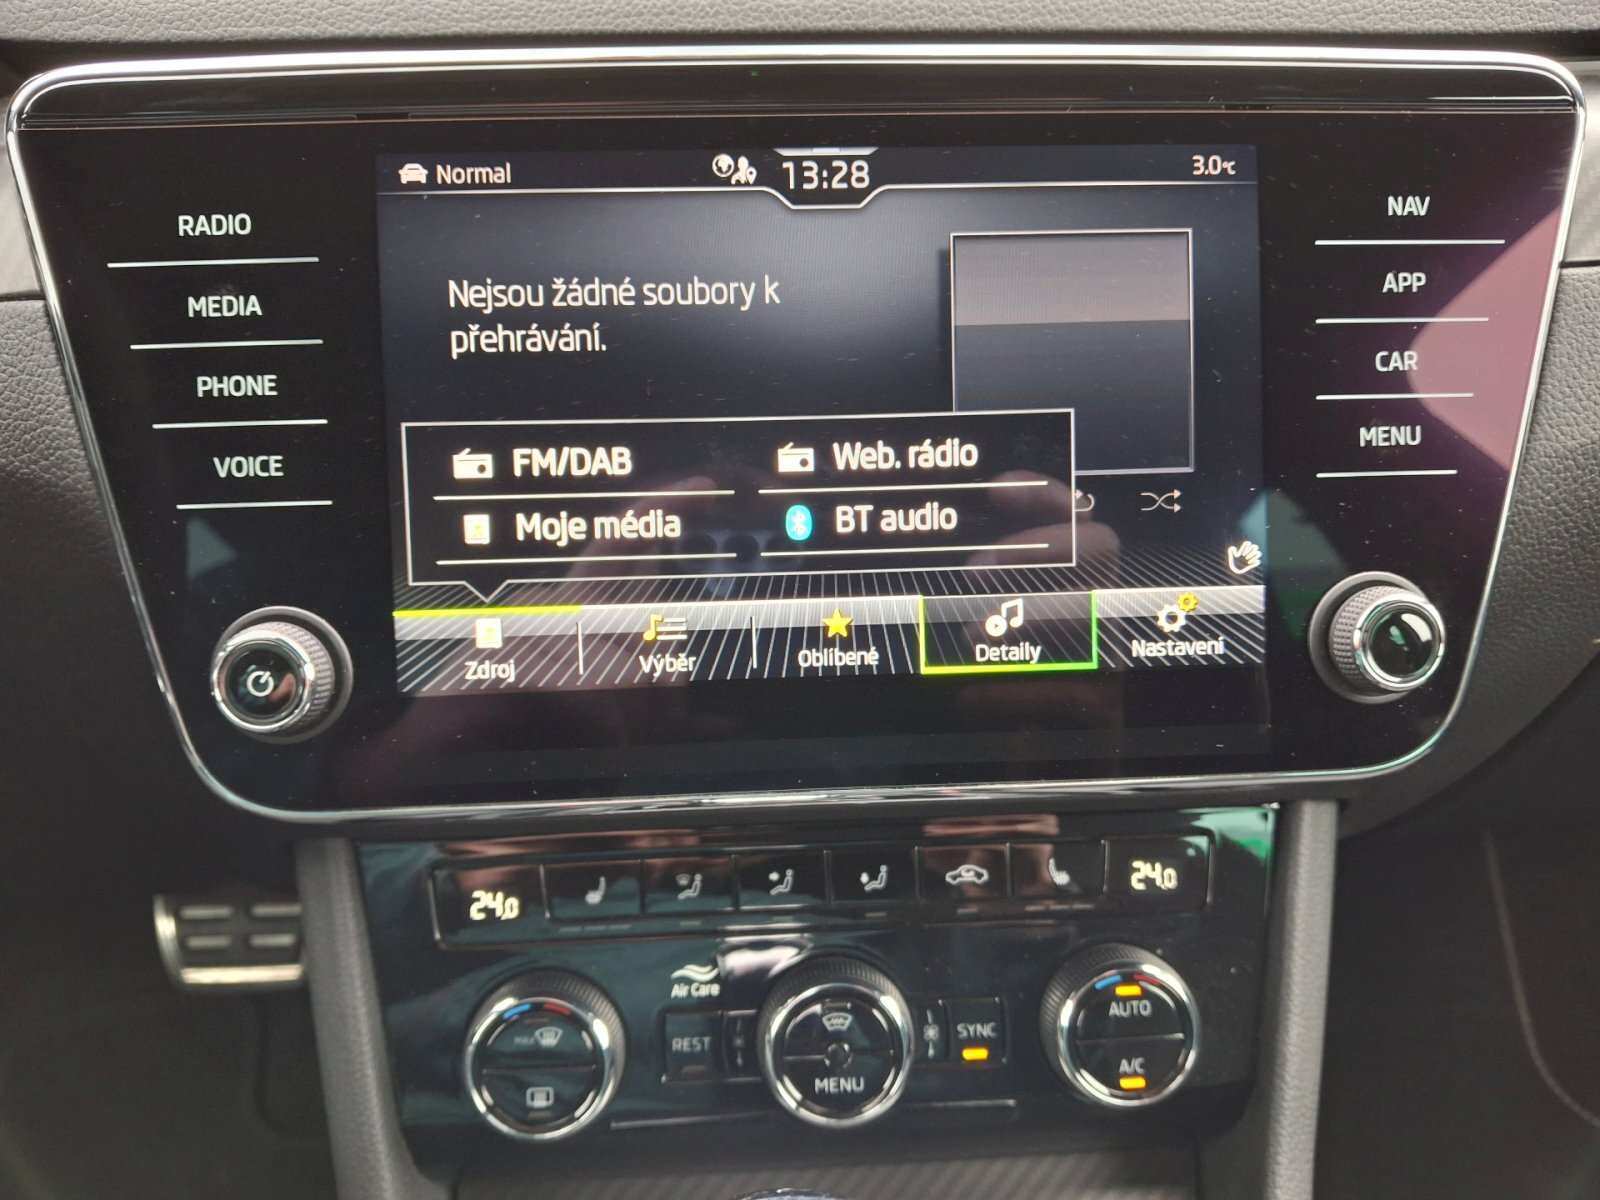 Normal
13:28
3.0°C
RADIO
MEDIA
PHONE
VOICE
NAV
APP
CAR
MENU
Nejsou žádné soubory k
přehrávání.
FM/DAB
Web. rádio
Moje média
BT audio
Zdroj
Výběr
Oblíbené
Detaily
Nastavení
24,0
24,0
Air Care
MAX
REST
MENU
SYNC
AUTO
A/C